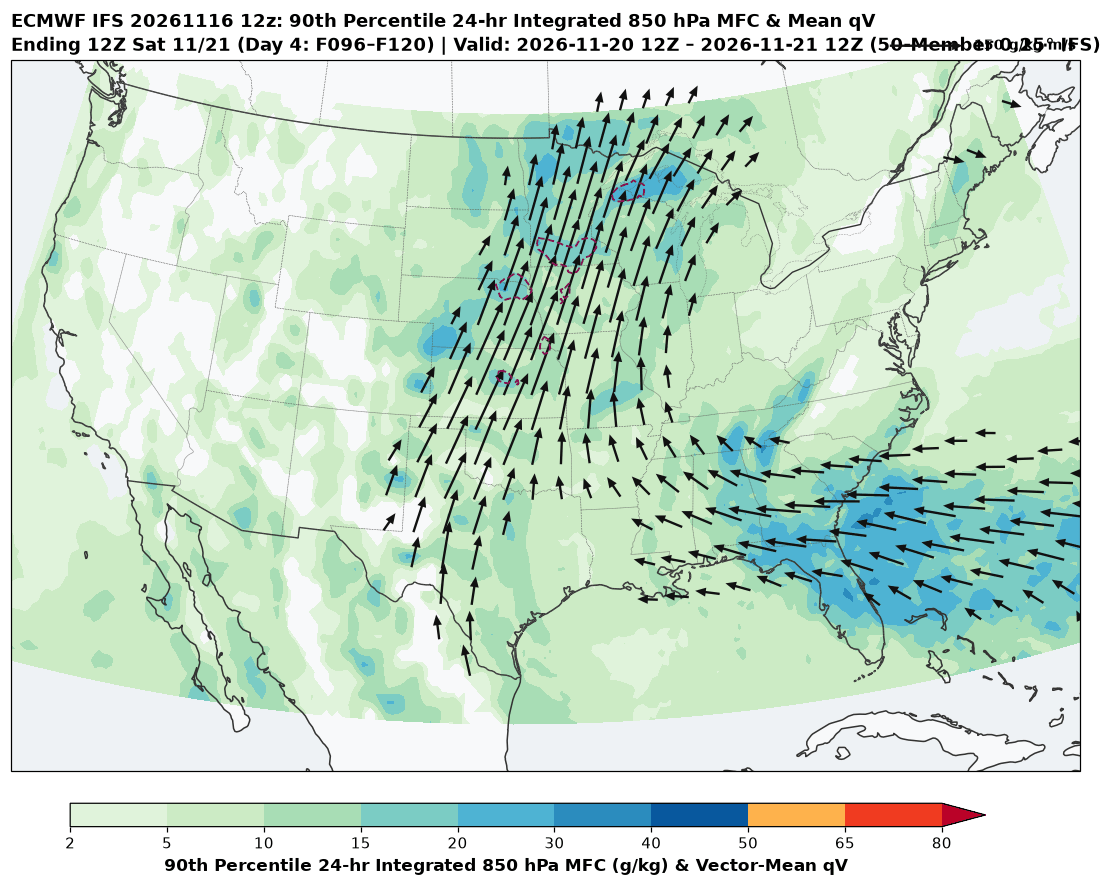 ECMWF IFS 20261116 12z: 90th Percentile 24-hr Integrated 850 hPa MFC & Mean qV
Ending 12Z Sat 11/21 (Day 4: F096–F120) | Valid: 2026-11-20 12Z – 2026-11-21 12Z (50-Member 0.25° IFS)
150 g/kg·m/s
2 5 10 15 20 30 40 50 65 80
90th Percentile 24-hr Integrated 850 hPa MFC (g/kg) & Vector-Mean qV